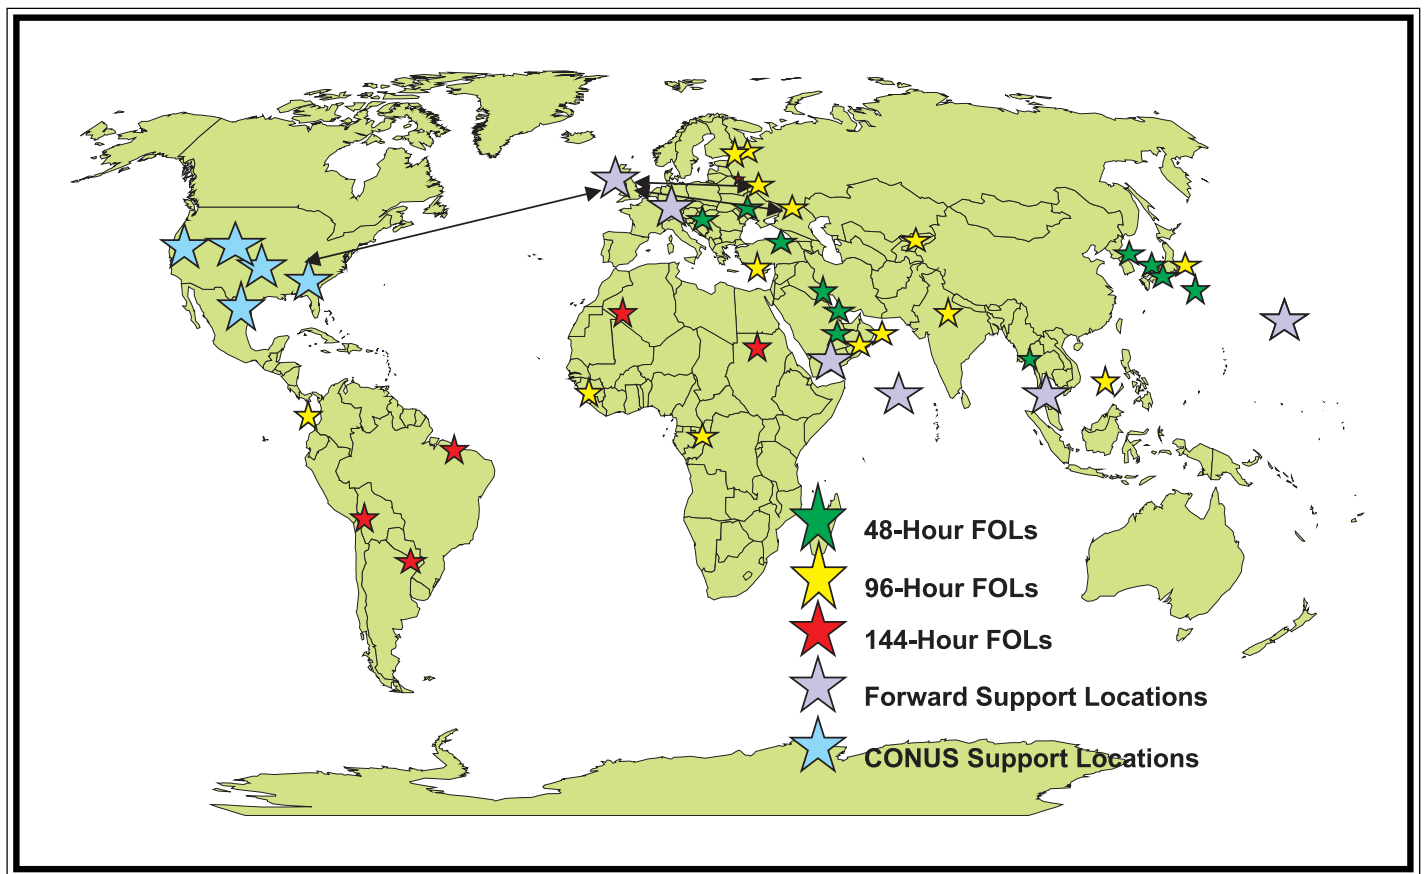 48-Hour FOLs
96-Hour FOLs
144-Hour FOLs
Forward Support Locations
CONUS Support Locations